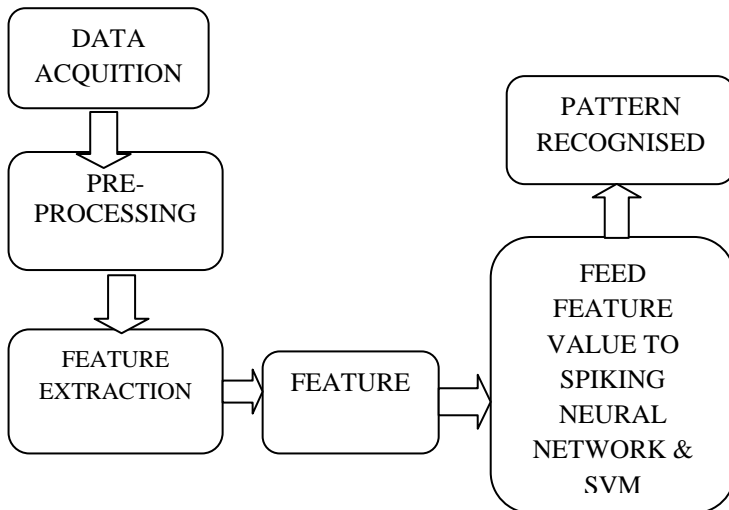 DATA
ACQUITION
PRE-
PROCESSING
FEATURE
EXTRACTION
FEATURE
FEED
FEATURE
VALUE TO
SPIKING
NEURAL
NETWORK &
SVM
PATTERN
RECOGNISED